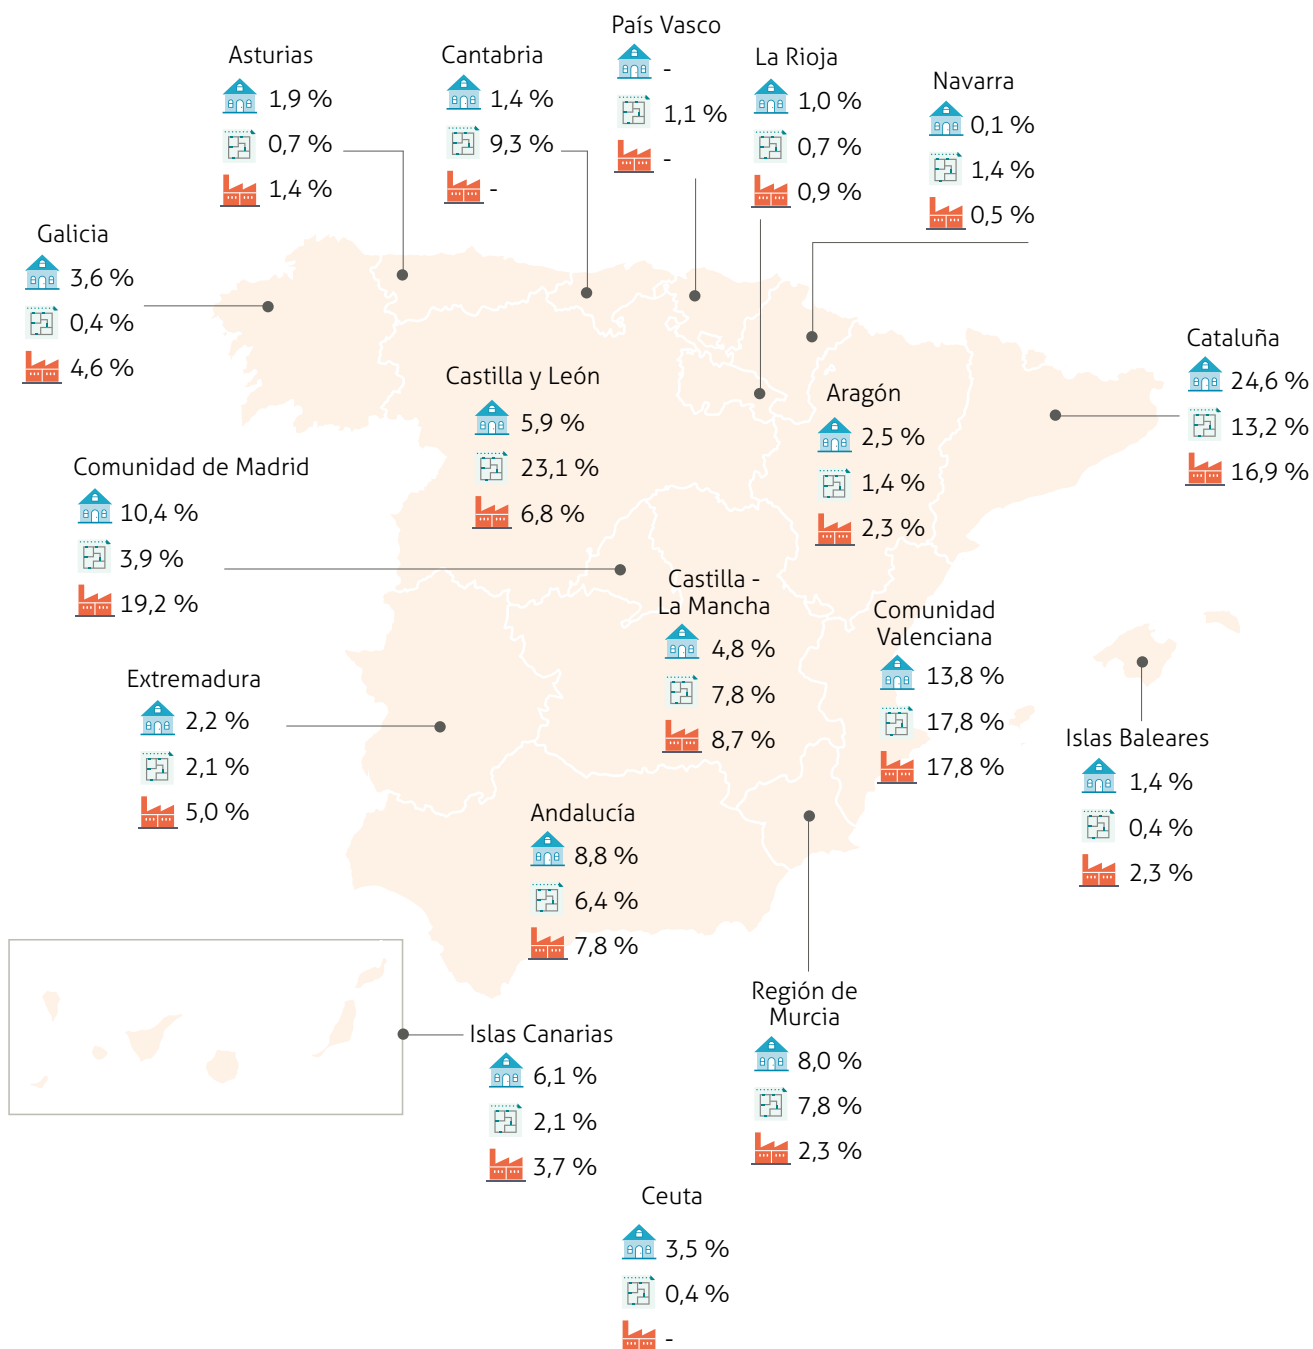 País Vasco
-
1,1 %
-
Asturias
1,9 %
0,7 %
1,4 %
Cantabria
1,4 %
9,3 %
-
La Rioja
1,0 %
0,7 %
0,9 %
Navarra
0,1 %
1,4 %
0,5 %
Galicia
3,6 %
0,4 %
4,6 %
Cataluña
24,6 %
13,2 %
16,9 %
Castilla y León
5,9 %
23,1 %
6,8 %
Aragón
2,5 %
1,4 %
2,3 %
Comunidad de Madrid
10,4 %
3,9 %
19,2 %
Castilla -
La Mancha
4,8 %
7,8 %
8,7 %
Comunidad
Valenciana
13,8 %
17,8 %
17,8 %
Extremadura
2,2 %
2,1 %
5,0 %
Islas Baleares
1,4 %
0,4 %
2,3 %
Andalucía
8,8 %
6,4 %
7,8 %
Región de
Murcia
8,0 %
7,8 %
2,3 %
Islas Canarias
6,1 %
2,1 %
3,7 %
Ceuta
3,5 %
0,4 %
-